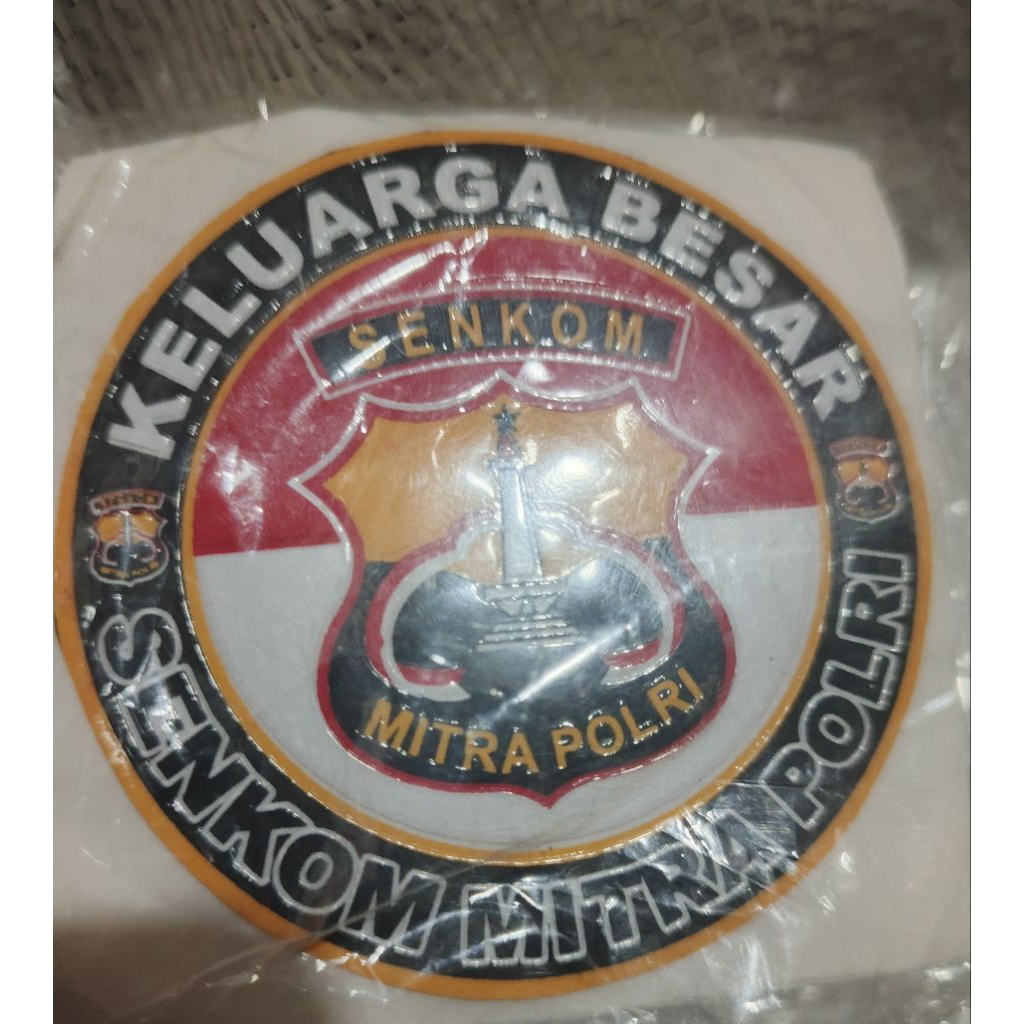 KELUARGA BESAR
SENKOM
MITRA POLRI
SENKOM MITRA POLRI